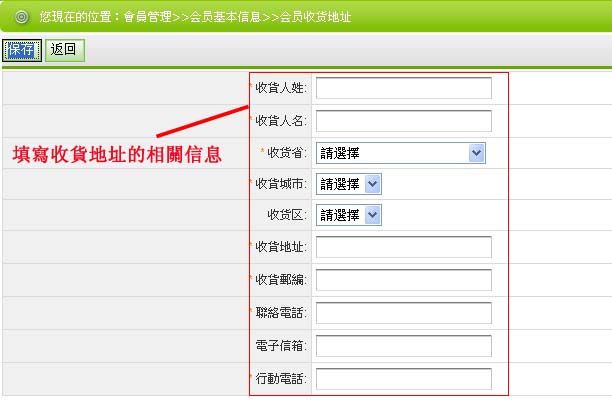 您現在的位置：會員管理>>会员基本信息>>会员收货地址
保存 返回
* 收貨人姓:
* 收貨人名:
* 收货省: 請選擇
填寫收貨地址的相關信息
* 收貨城市: 請選擇
收货区: 請選擇
* 收貨地址:
* 收貨郵編:
* 聯絡電話:
電子信箱:
* 行動電話: